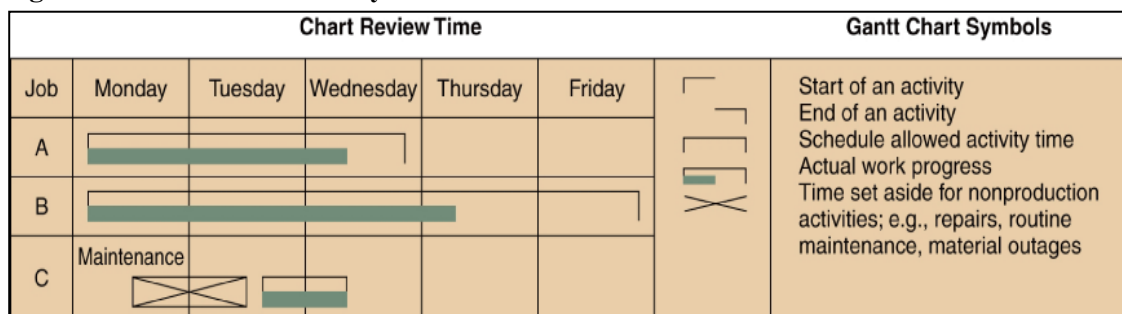 Chart Review Time
Gantt Chart Symbols
Job Monday Tuesday Wednesday Thursday Friday
A
B
Maintenance
C
Start of an activity
End of an activity
Schedule allowed activity time
Actual work progress
Time set aside for nonproduction
activities; e.g., repairs, routine
maintenance, material outages